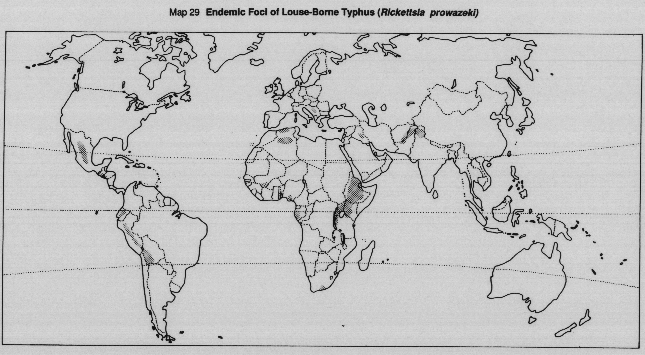 Map 29 Endemic Foci of Louse-Borne Typhus (Rickettsia prowazeki)